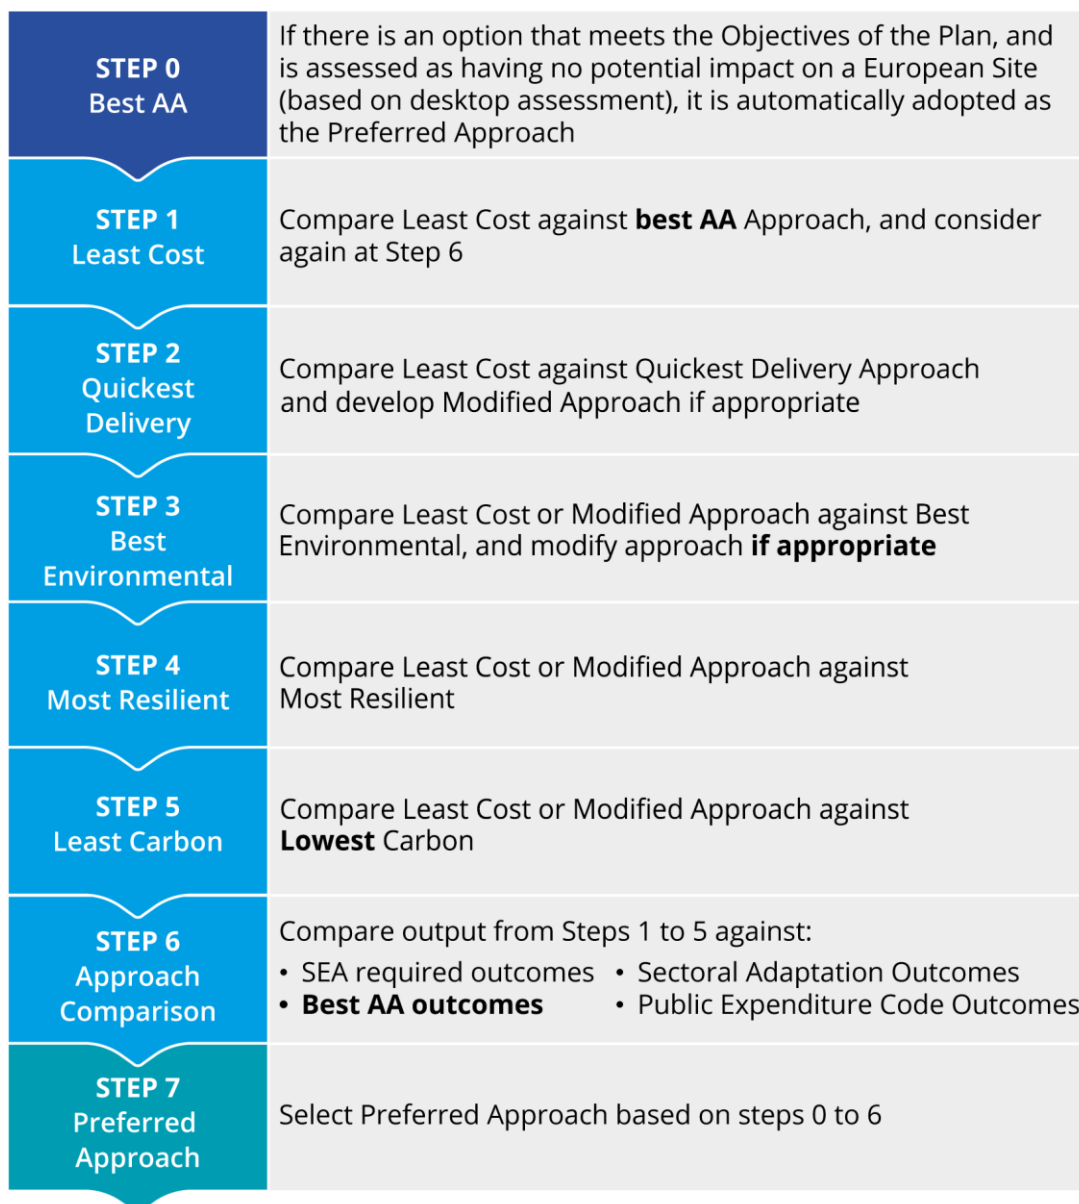 STEP 0
Best AA
If there is an option that meets the Objectives of the Plan, and
is assessed as having no potential impact on a European Site
(based on desktop assessment), it is automatically adopted as
the Preferred Approach
STEP 1
Least Cost
Compare Least Cost against best AA Approach, and consider
again at Step 6
STEP 2
Quickest
Delivery
Compare Least Cost against Quickest Delivery Approach
and develop Modified Approach if appropriate
STEP 3
Best
Environmental
Compare Least Cost or Modified Approach against Best
Environmental, and modify approach if appropriate
STEP 4
Most Resilient
Compare Least Cost or Modified Approach against
Most Resilient
STEP 5
Least Carbon
Compare Least Cost or Modified Approach against
Lowest Carbon
STEP 6
Approach
Comparison
Compare output from Steps 1 to 5 against:
• SEA required outcomes
• Best AA outcomes
• Sectoral Adaptation Outcomes
• Public Expenditure Code Outcomes
STEP 7
Preferred
Approach
Select Preferred Approach based on steps 0 to 6